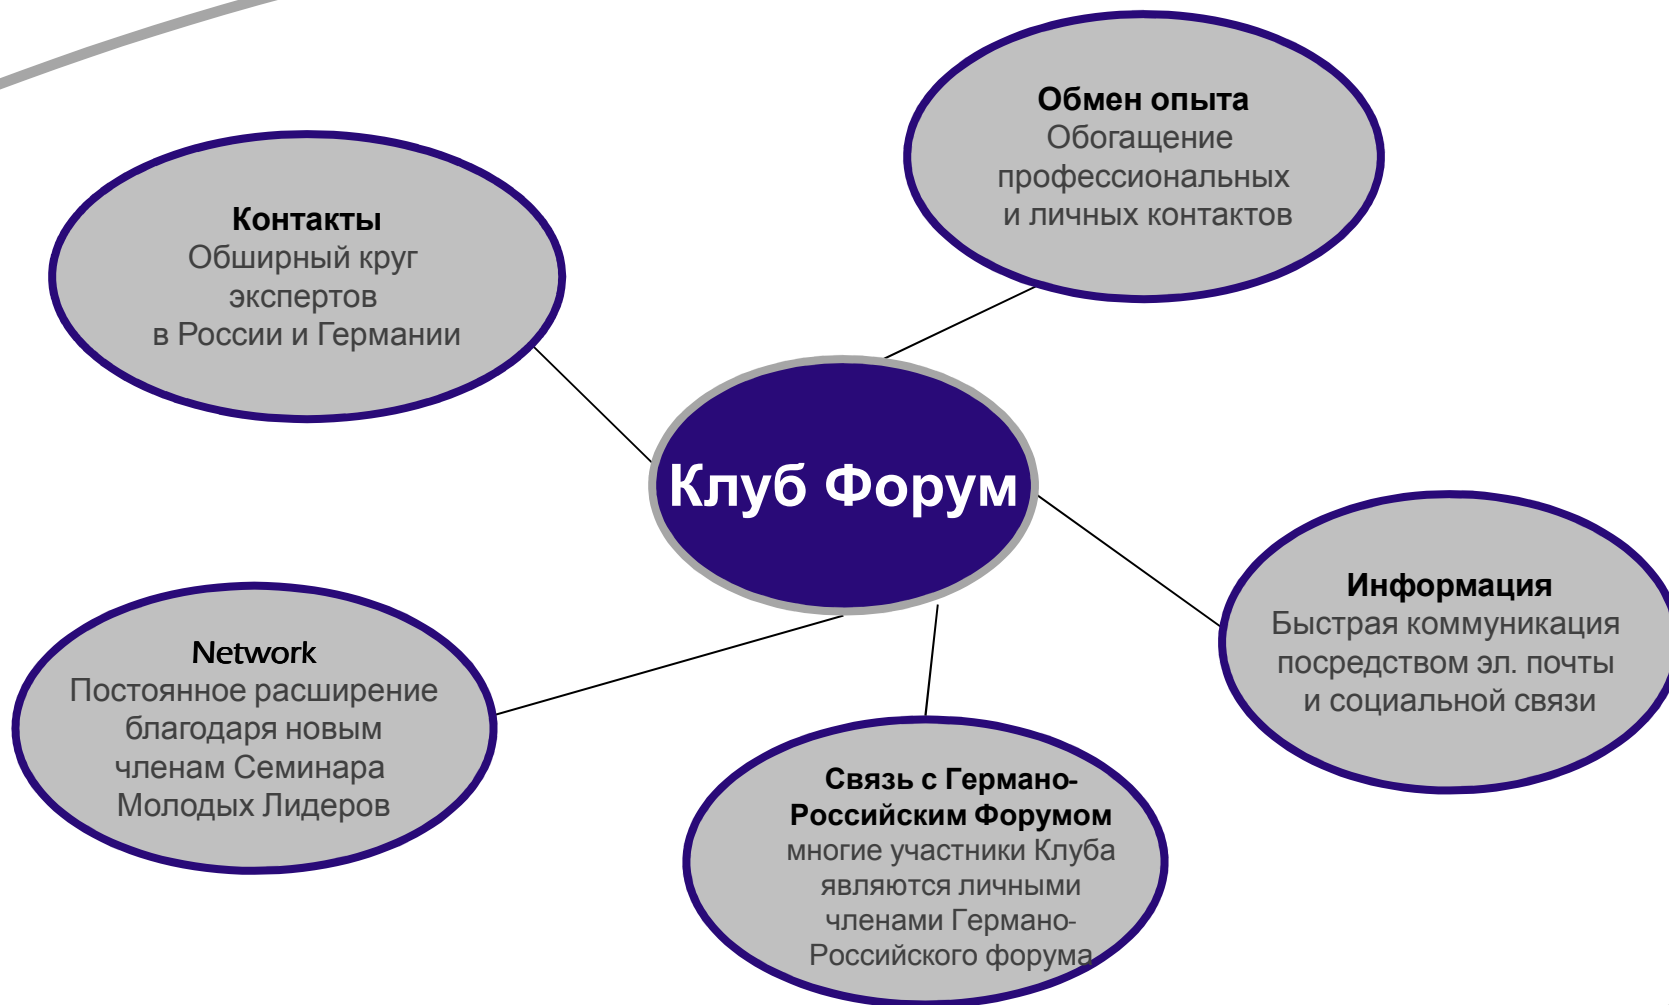 Обмен опыта
Обогащение
профессиональных
и личных контактов
Контакты
Обширный круг
экспертов
в России и Германии
Клуб Форум
Информация
Быстрая коммуникация
посредством эл. почты
и социальной связи
Network
Постоянное расширение
благодаря новым
членам Семинара
Молодых Лидеров
Связь с Германо-
Российским Форумом
многие участники Клуба
являются личными
членами Германо-
Российского форума